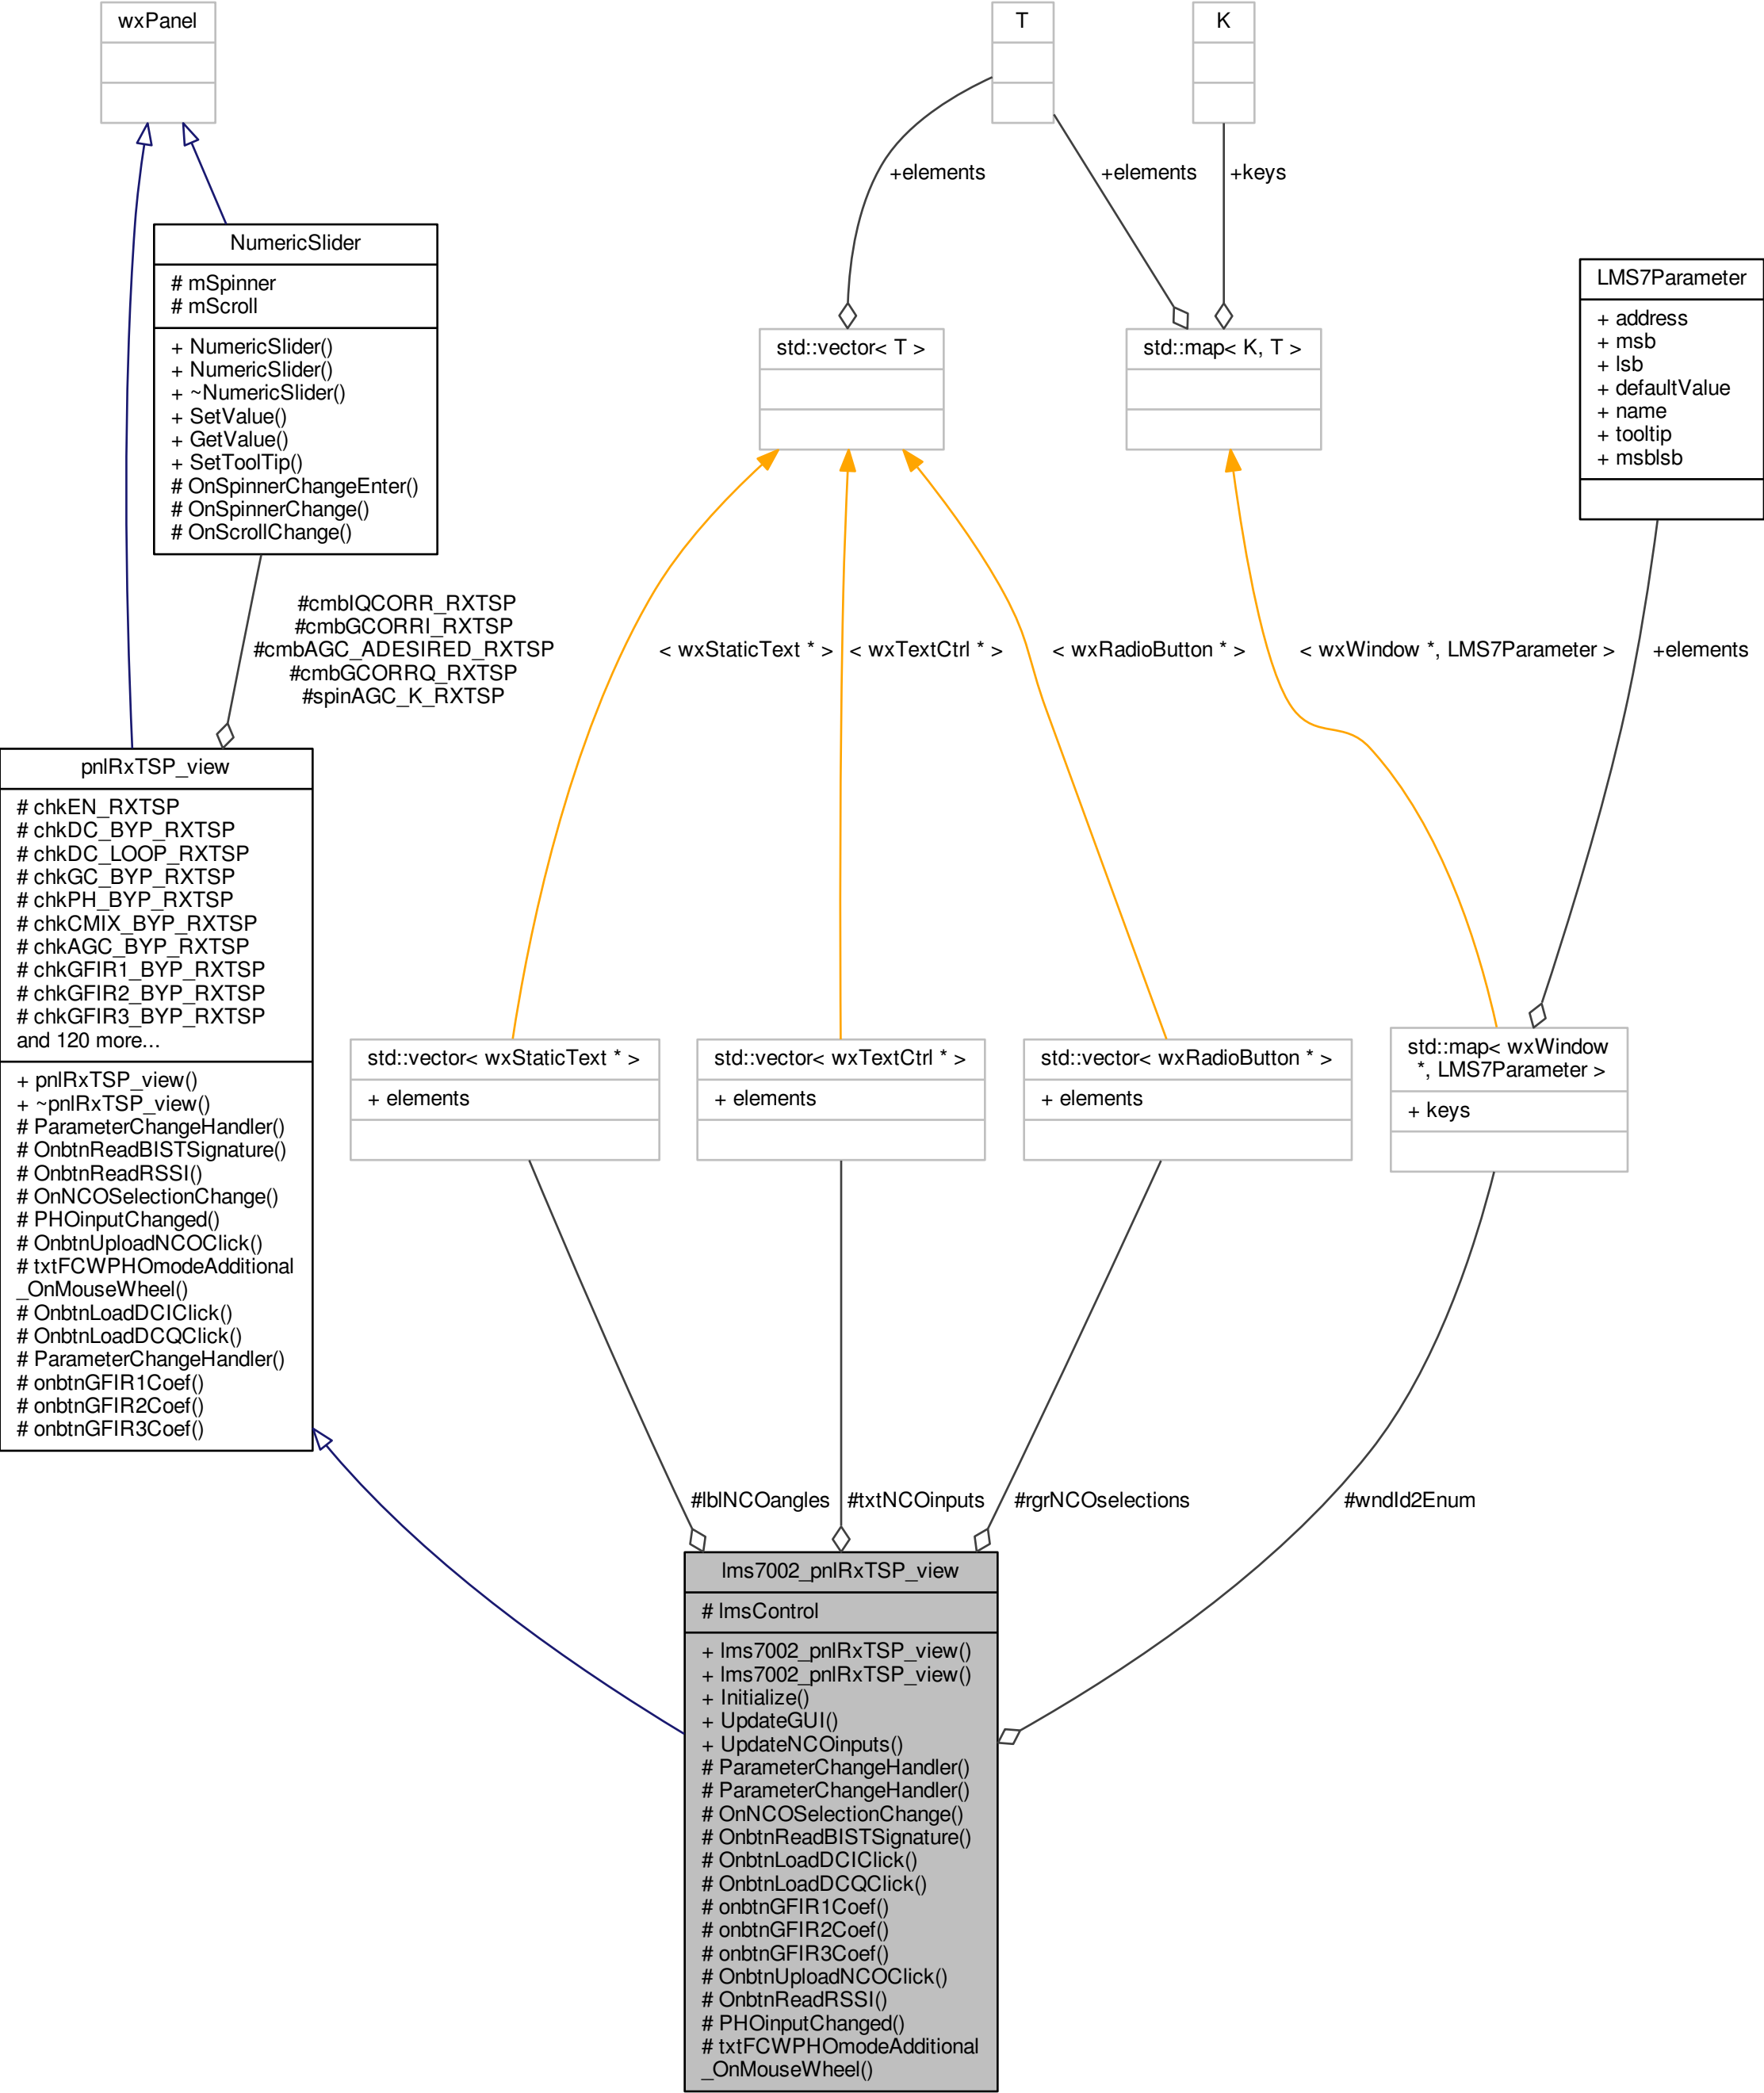 wxPanel
T
K
+elements
+elements
+keys
NumericSlider
# mSpinner
# mScroll
+ NumericSlider()
+ NumericSlider()
+ ~NumericSlider()
+ SetValue()
+ GetValue()
+ SetToolTip()
# OnSpinnerChangeEnter()
# OnSpinnerChange()
# OnScrollChange()
std::vector< T >
std::map< K, T >
LMS7Parameter
+ address
+ msb
+ lsb
+ defaultValue
+ name
+ tooltip
+ msblsb
#cmbIQCORR_RXTSP
#cmbGCORRI_RXTSP
#cmbAGC_ADESIRED_RXTSP
#cmbGCORRQ_RXTSP
#spinAGC_K_RXTSP
< wxStaticText * >
< wxTextCtrl * >
< wxRadioButton * >
< wxWindow *, LMS7Parameter >
+elements
pnlRxTSP_view
# chkEN_RXTSP
# chkDC_BYP_RXTSP
# chkDC_LOOP_RXTSP
# chkGC_BYP_RXTSP
# chkPH_BYP_RXTSP
# chkCMIX_BYP_RXTSP
# chkAGC_BYP_RXTSP
# chkGFIR1_BYP_RXTSP
# chkGFIR2_BYP_RXTSP
# chkGFIR3_BYP_RXTSP
and 120 more...
+ pnlRxTSP_view()
+ ~pnlRxTSP_view()
# ParameterChangeHandler()
# OnbtnReadBISTSignature()
# OnbtnReadRSSI()
# OnNCOSelectionChange()
# PHOinputChanged()
# OnbtnUploadNCOClick()
# txtFCWPHOmodeAdditional
_OnMouseWheel()
# OnbtnLoadDCIClick()
# OnbtnLoadDCQClick()
# ParameterChangeHandler()
# onbtnGFIR1Coef()
# onbtnGFIR2Coef()
# onbtnGFIR3Coef()
std::vector< wxStaticText * >
+ elements
std::vector< wxTextCtrl * >
+ elements
std::vector< wxRadioButton * >
+ elements
std::map< wxWindow
*, LMS7Parameter >
+ keys
#lblNCOangles
#txtNCOinputs
#rgrNCOselections
#wndId2Enum
lms7002_pnlRxTSP_view
# lmsControl
+ lms7002_pnlRxTSP_view()
+ lms7002_pnlRxTSP_view()
+ Initialize()
+ UpdateGUI()
+ UpdateNCOinputs()
# ParameterChangeHandler()
# ParameterChangeHandler()
# OnNCOSelectionChange()
# OnbtnReadBISTSignature()
# OnbtnLoadDCIClick()
# OnbtnLoadDCQClick()
# onbtnGFIR1Coef()
# onbtnGFIR2Coef()
# onbtnGFIR3Coef()
# OnbtnUploadNCOClick()
# OnbtnReadRSSI()
# PHOinputChanged()
# txtFCWPHOmodeAdditional
_OnMouseWheel()